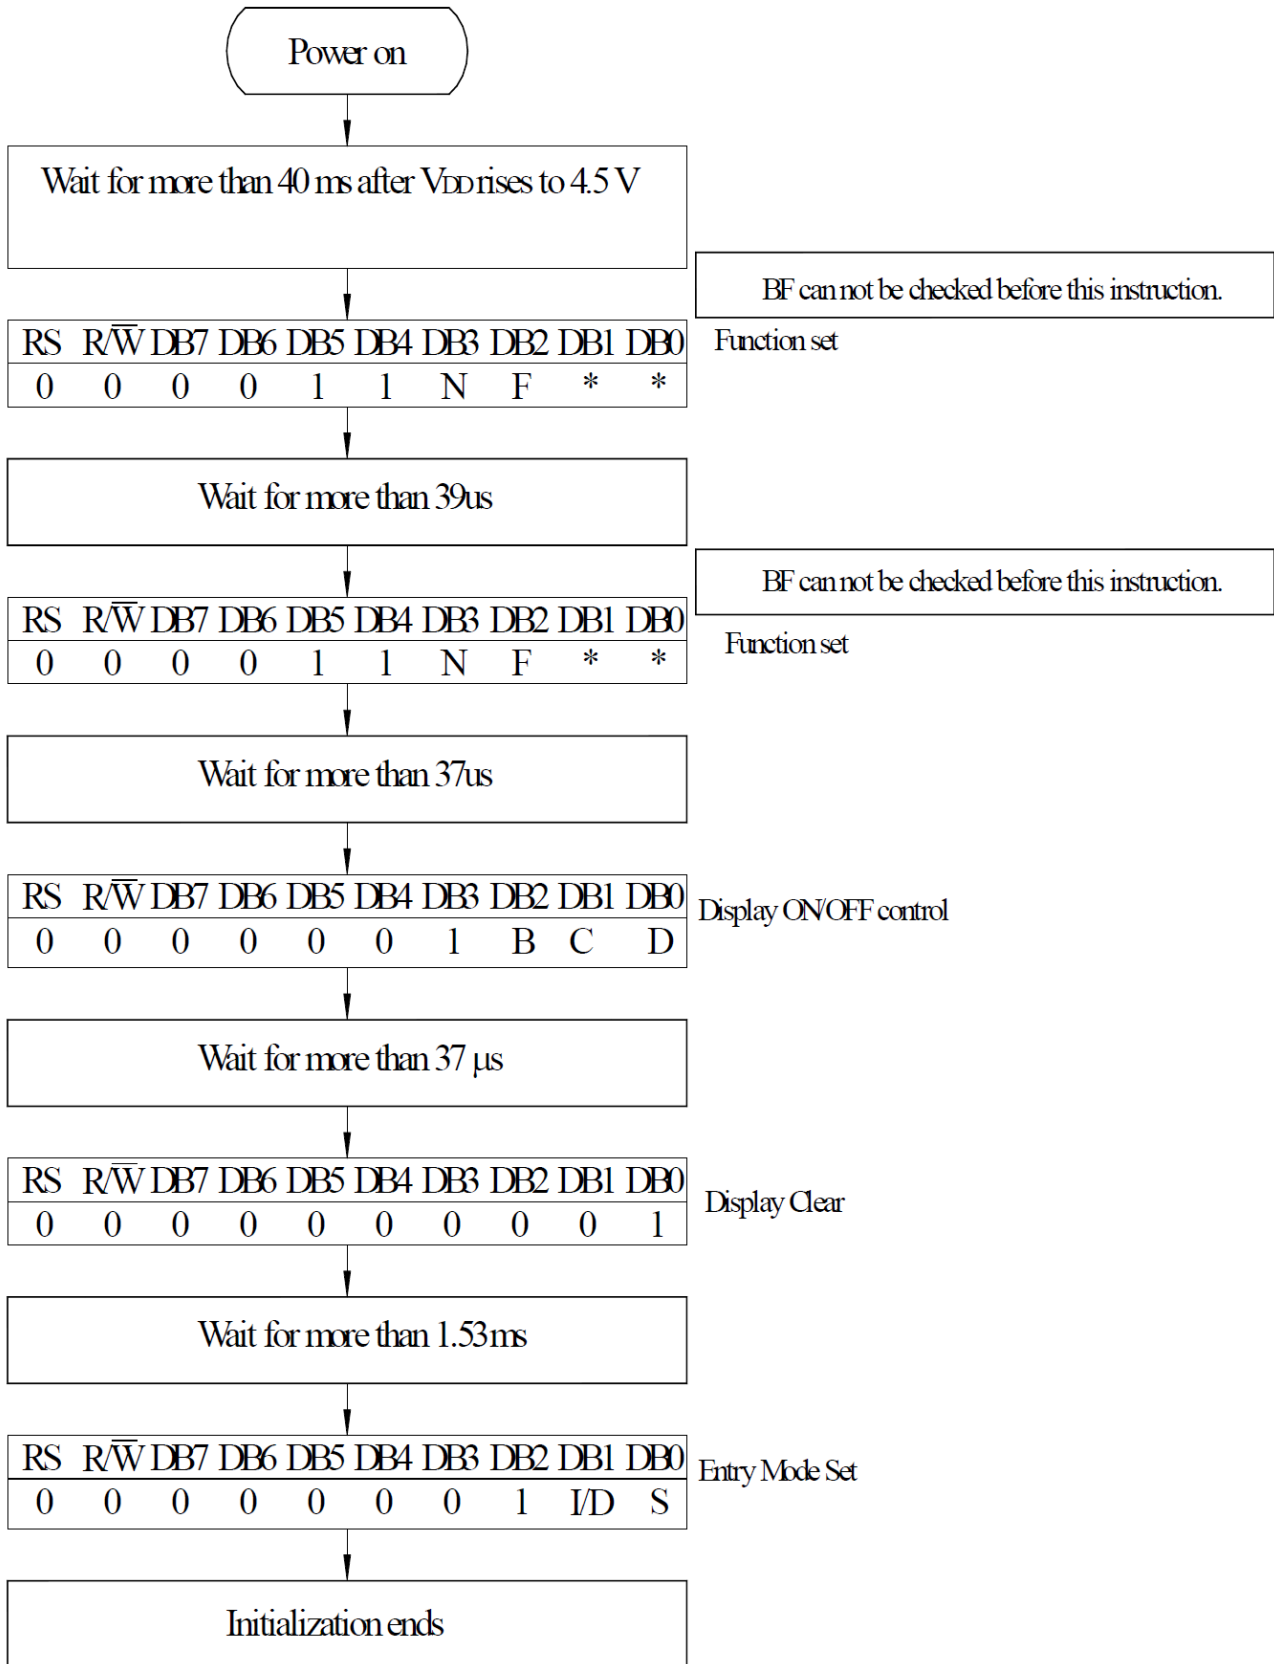 Power on
Wait for more than 40 ms after VDD rises to 4.5 V
BF can not be checked before this instruction.
RS R/W̅ DB7 DB6 DB5 DB4 DB3 DB2 DB1 DB0
Function set
0 0 0 0 1 1 N F * *
Wait for more than 39us
BF can not be checked before this instruction.
RS R/W̅ DB7 DB6 DB5 DB4 DB3 DB2 DB1 DB0
Function set
0 0 0 0 1 1 N F * *
Wait for more than 37us
RS R/W̅ DB7 DB6 DB5 DB4 DB3 DB2 DB1 DB0
Display ON/OFF control
0 0 0 0 0 0 1 B C D
Wait for more than 37 μs
RS R/W̅ DB7 DB6 DB5 DB4 DB3 DB2 DB1 DB0
Display Clear
0 0 0 0 0 0 0 0 0 1
Wait for more than 1.53ms
RS R/W̅ DB7 DB6 DB5 DB4 DB3 DB2 DB1 DB0
Entry Mode Set
0 0 0 0 0 0 0 1 I/D S
Initialization ends